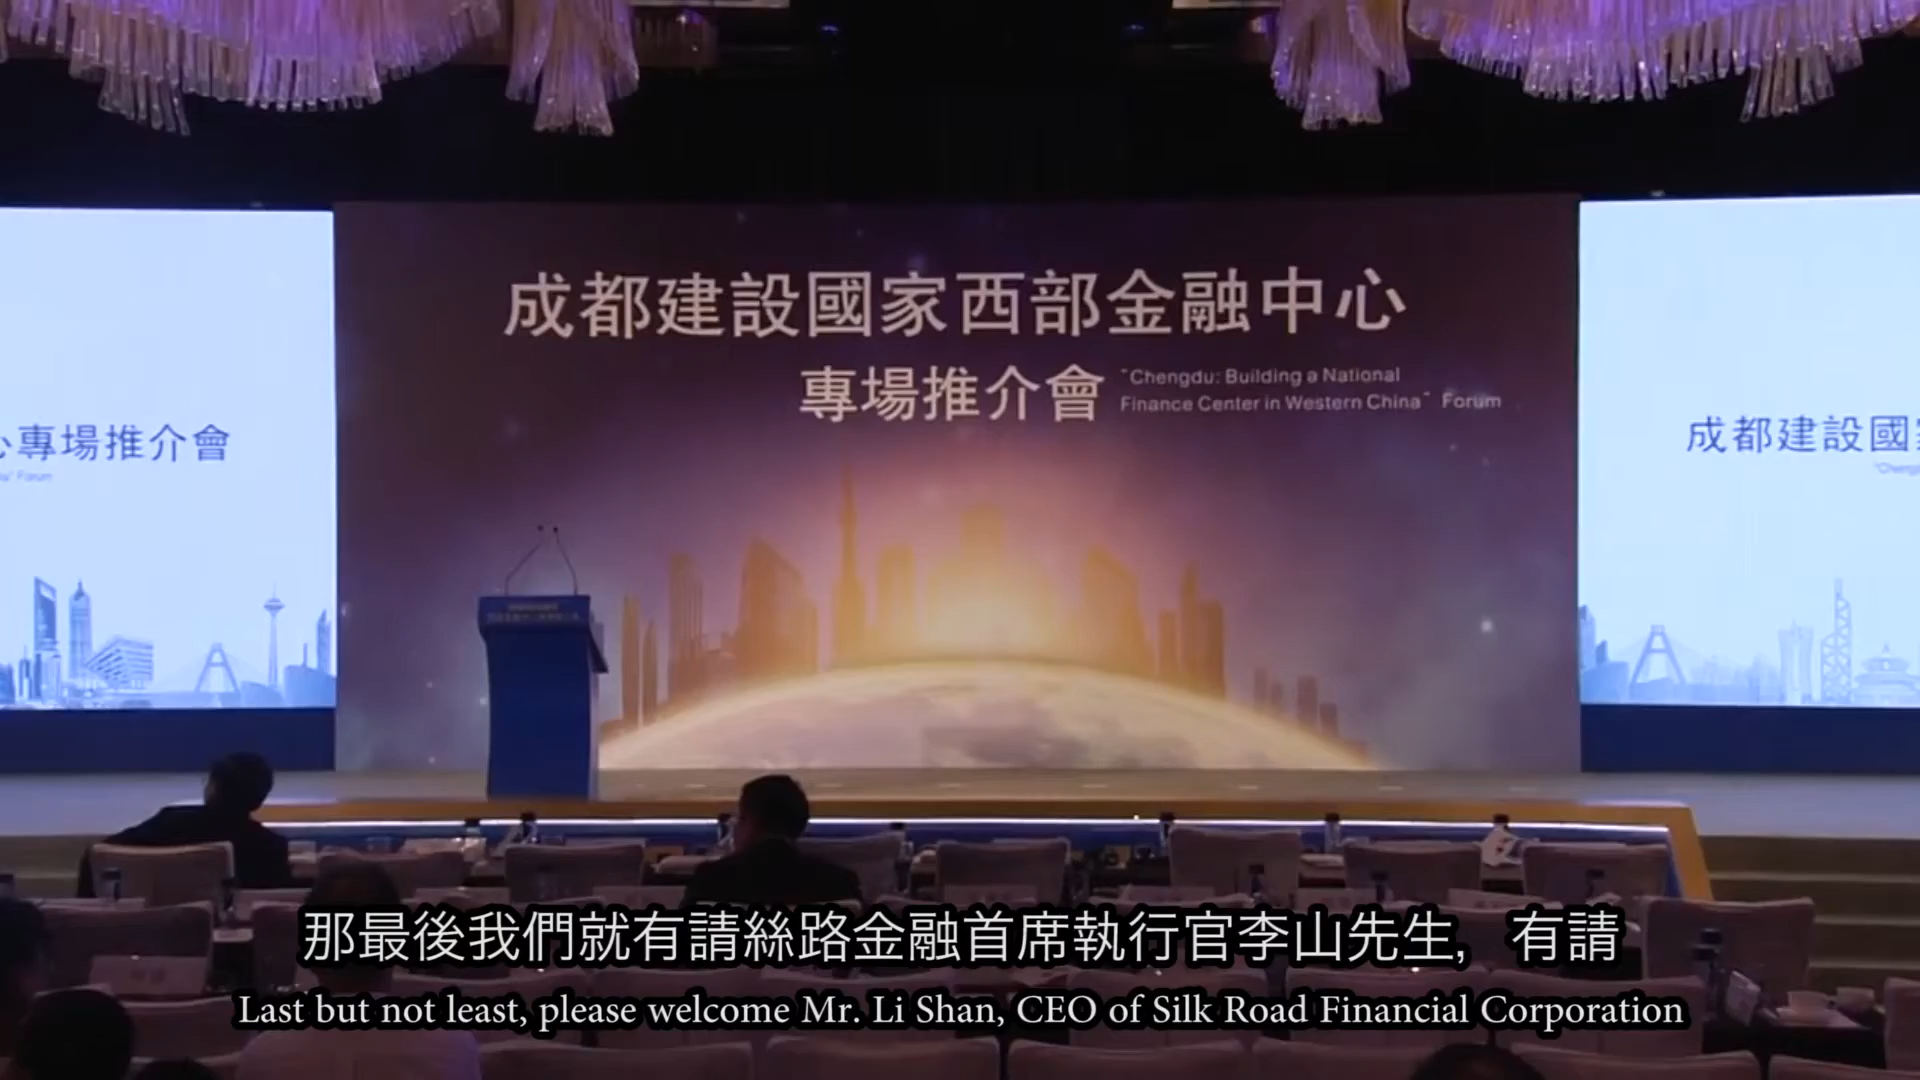 成都建設國家西部金融中心
專場推介會
"Chengdu: Building a National
Finance Center in Western China" Forum
心專場推介會
Forum
成都建設國
那最後我們就有請絲路金融首席執行官李山先生，有請
Last but not least, please welcome Mr. Li Shan, CEO of Silk Road Financial Corporation